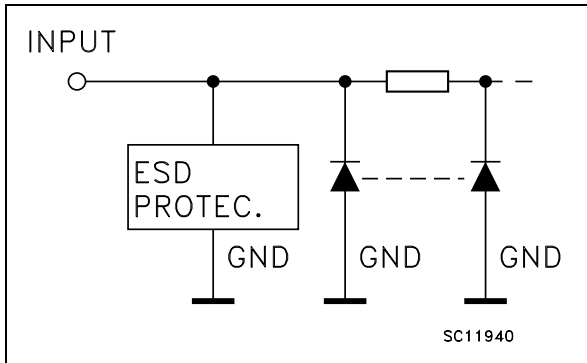 INPUT
ESD
PROTEC.
GND
GND
GND
SC11940